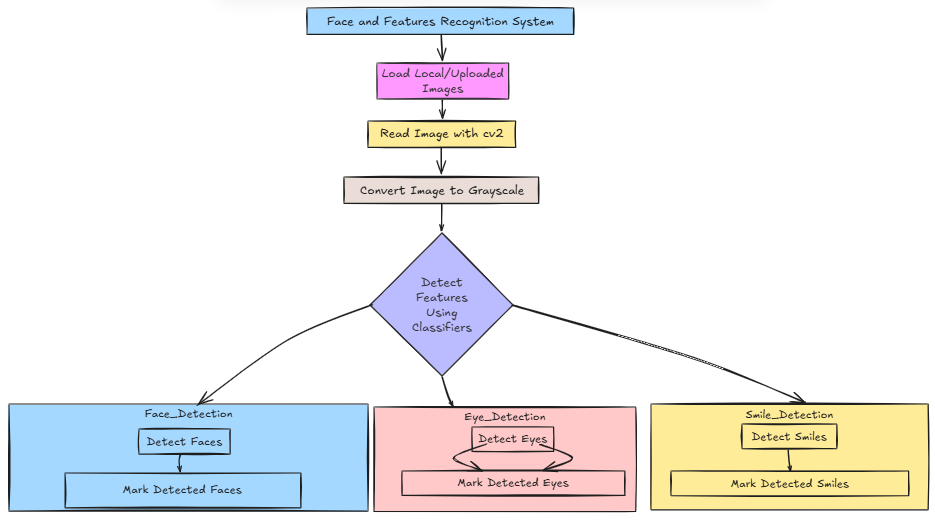 Face and Features Recognition System
Load Local/Uploaded
Images
Read Image with cv2
Convert Image to Grayscale
Detect
Features
Using
Classifiers
Face_Detection
Detect Faces
Mark Detected Faces
Eye_Detection
Detect Eyes
Mark Detected Eyes
Smile_Detection
Detect Smiles
Mark Detected Smiles